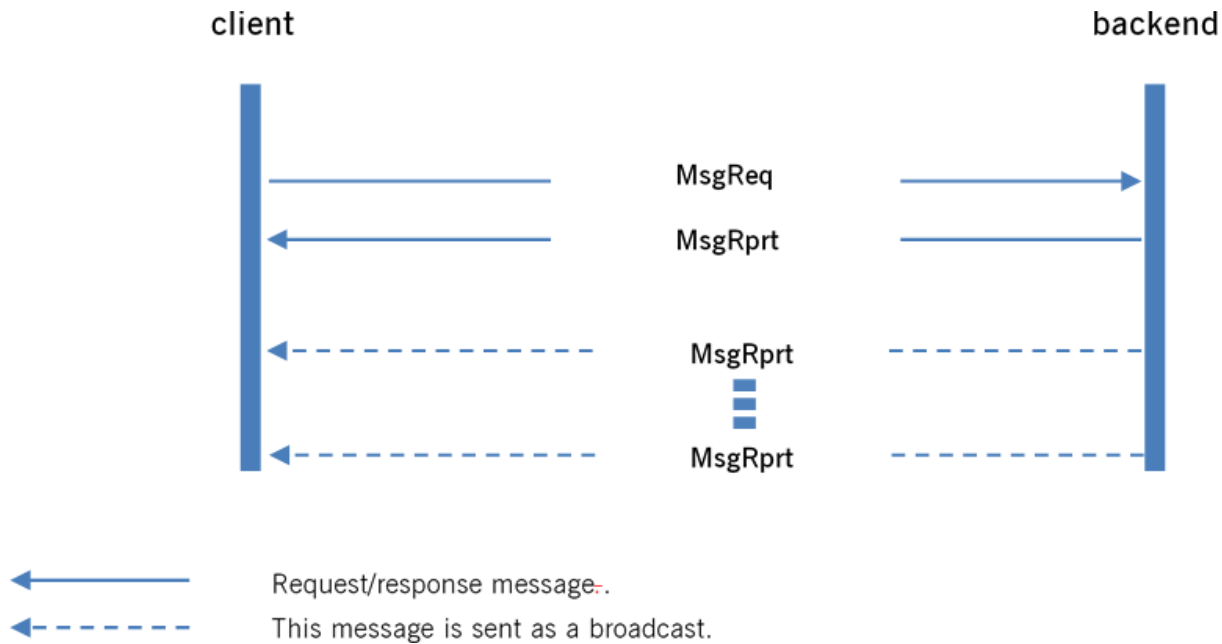 client
backend
MsgReq
MsgRprt
MsgRprt
MsgRprt
Request/response message..
This message is sent as a broadcast.